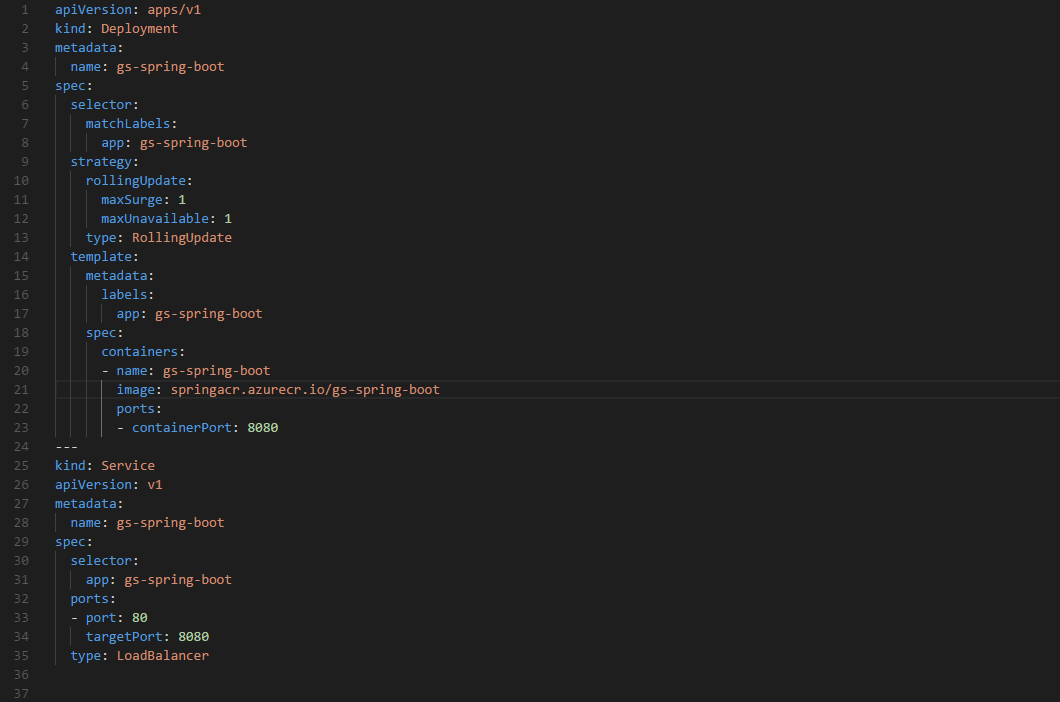 1 apiVersion: apps/v1
2 kind: Deployment
3 metadata:
4   name: gs-spring-boot
5 spec:
6   selector:
7     matchLabels:
8       app: gs-spring-boot
9   strategy:
10     rollingUpdate:
11       maxSurge: 1
12       maxUnavailable: 1
13     type: RollingUpdate
14   template:
15     metadata:
16       labels:
17         app: gs-spring-boot
18     spec:
19       containers:
20       - name: gs-spring-boot
21         image: springacr.azurecr.io/gs-spring-boot
22         ports:
23         - containerPort: 8080
24 ---
25 kind: Service
26 apiVersion: v1
27 metadata:
28   name: gs-spring-boot
29 spec:
30   selector:
31     app: gs-spring-boot
32   ports:
33   - port: 80
34     targetPort: 8080
35   type: LoadBalancer
36
37